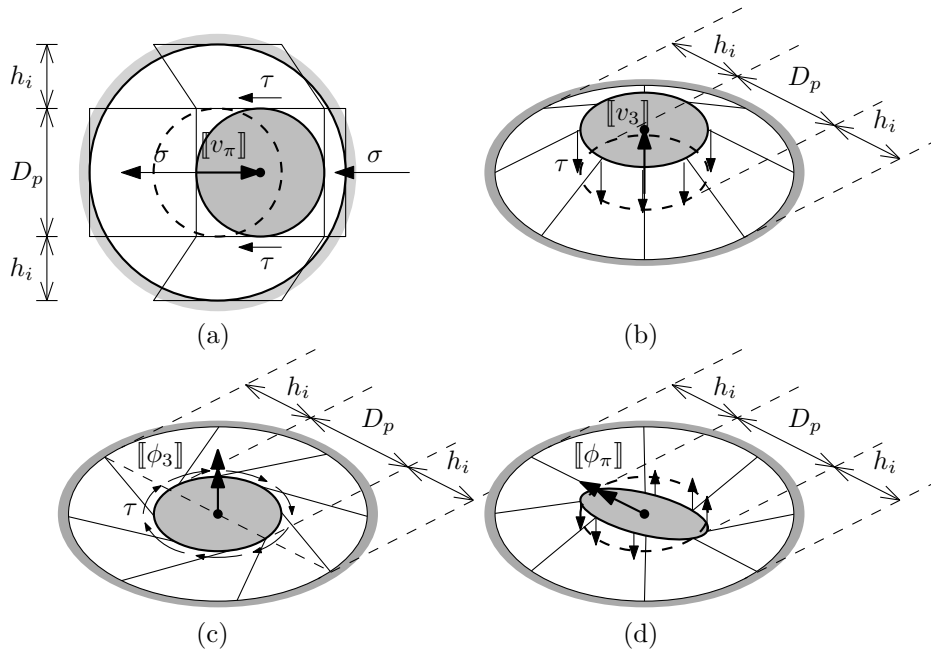 h_i
D_p
h_i
τ
⟦v_π⟧
σ
σ
τ
(a)
h_i
D_p
h_i
⟦v_3⟧
τ
(b)
h_i
D_p
h_i
⟦ϕ_3⟧
τ
(c)
h_i
D_p
h_i
⟦ϕ_π⟧
(d)